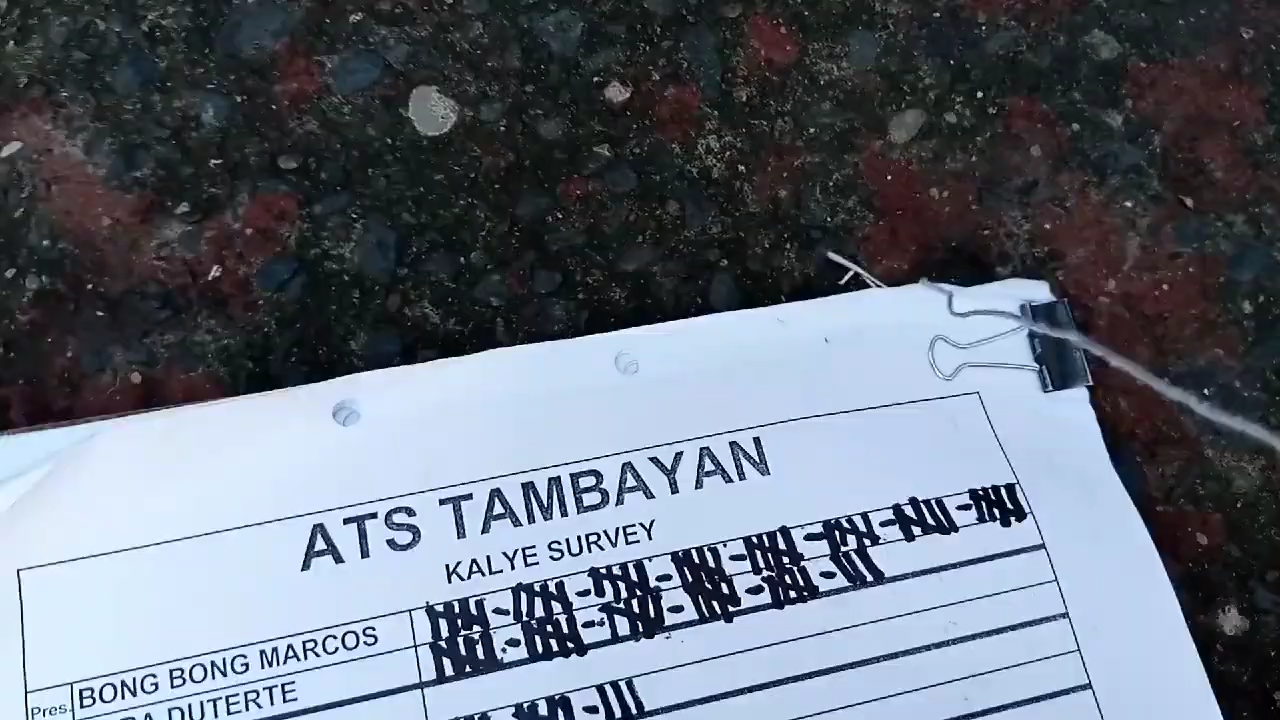 ATS TAMBAYAN
KALYE SURVEY
Pres. BONG BONG MARCOS
DUTERTE